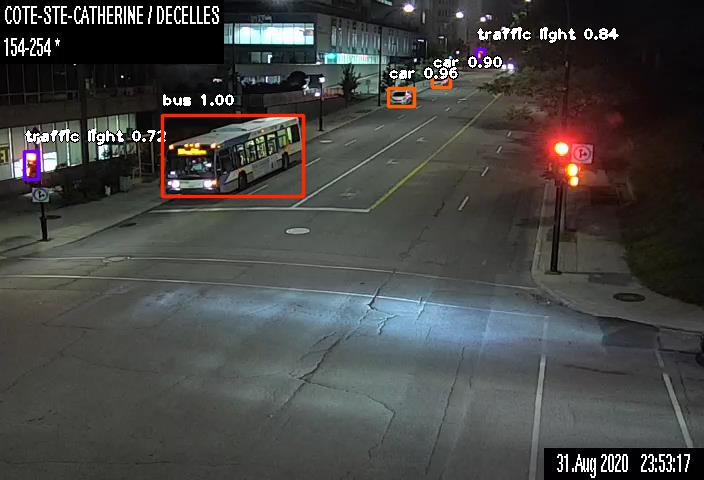 COTE-STE-CATHERINE / DECELLES
154-254 *
traffic light 0.84
car 0.90
car 0.96
bus 1.00
traffic light 0.72
31.Aug 2020 23:53:17